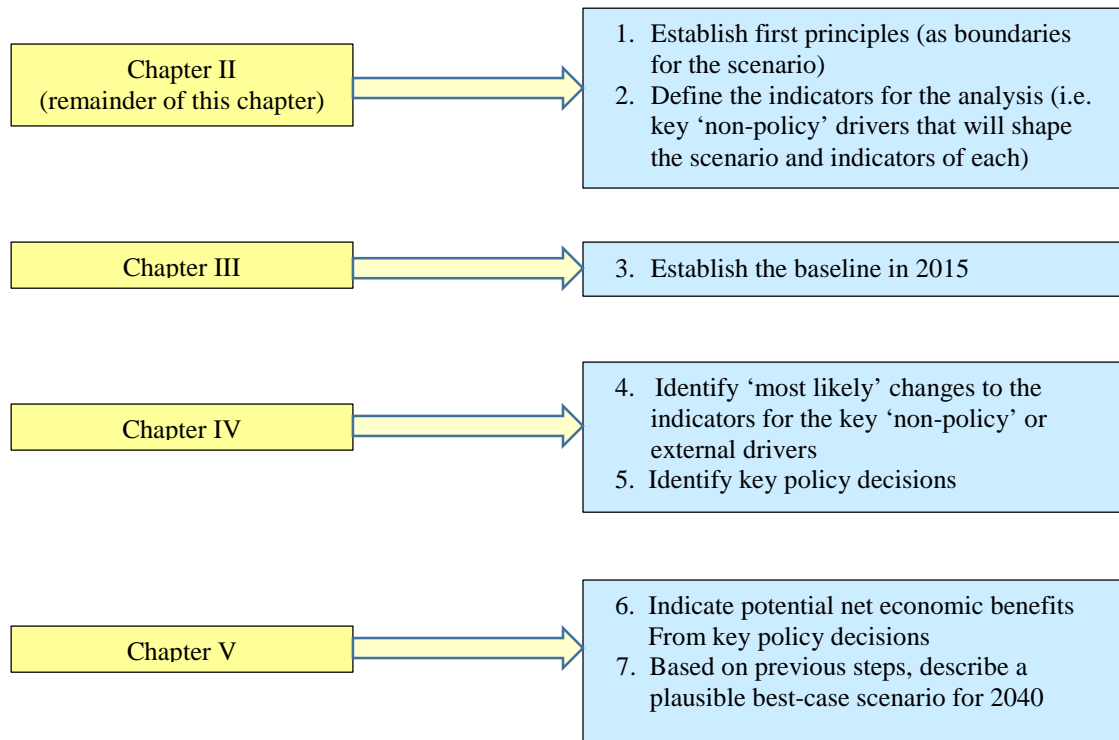 Chapter II
(remainder of this chapter)
1. Establish first principles (as boundaries
for the scenario)
2. Define the indicators for the analysis (i.e.
key ‘non-policy’ drivers that will shape
the scenario and indicators of each)
Chapter III
3. Establish the baseline in 2015
Chapter IV
4. Identify ‘most likely’ changes to the
indicators for the key ‘non-policy’ or
external drivers
5. Identify key policy decisions
Chapter V
6. Indicate potential net economic benefits
From key policy decisions
7. Based on previous steps, describe a
plausible best-case scenario for 2040